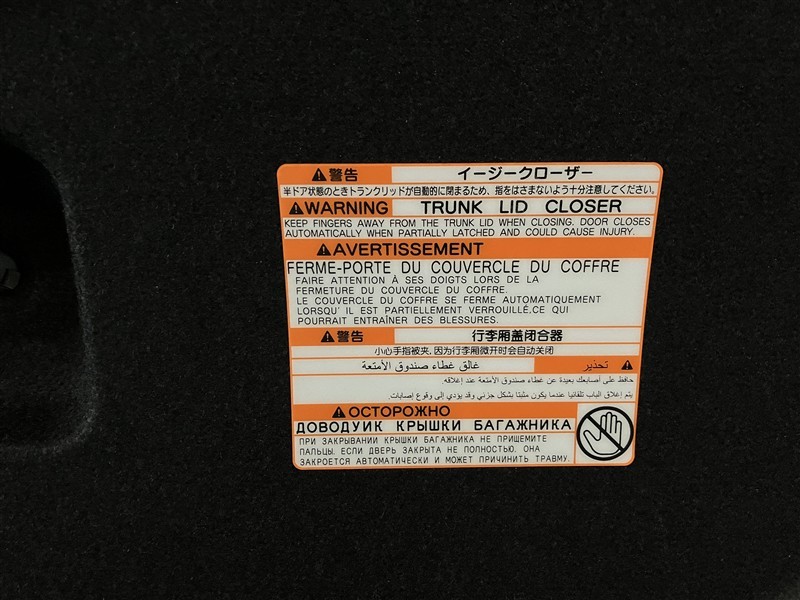 ⚠警告 イージークローザー
半ドア状態のときトランクリッドが自動的に閉まるため、指をはさまないよう十分注意してください。
⚠WARNING TRUNK LID CLOSER
KEEP FINGERS AWAY FROM THE TRUNK LID WHEN CLOSING. DOOR CLOSES
AUTOMATICALLY WHEN PARTIALLY LATCHED AND COULD CAUSE INJURY.
⚠AVERTISSEMENT
FERME-PORTE DU COUVERCLE DU COFFRE
FAIRE ATTENTION À SES DOIGTS LORS DE LA
FERMETURE DU COUVERCLE DU COFFRE.
LE COUVERCLE DU COFFRE SE FERME AUTOMATIQUEMENT
LORSQU' IL EST PARTIELLEMENT VERROUILLÉ.CE QUI
POURRAIT ENTRAÎNER DES BLESSURES.
⚠警告 行李厢盖闭合器
小心手指被夹，因为行李厢微开时会自动关闭
⚠ تحذير غالق غطاء صندوق الأمتعة
حافظ على أصابعك بعيدة عن غطاء صندوق الأمتعة عند إغلاقه.
يتم إغلاق الباب تلقائيا عندما يكون مثبتا بشكل جزئي وقد يؤدي إلى وقوع إصابات.
⚠ОСТОРОЖНО
ДОВОДУИК КРЫШКИ БАГАЖНИКА
ПРИ ЗАКРЫВАНИИ КРЫШКИ БАГАЖНИКА НЕ ПРИЩЕМИТЕ
ПАЛЬЦЫ. ЕСЛИ ДВЕРЬ ЗАКРЫТА НЕ ПОЛНОСТЬЮ. ОНА
ЗАКРОЕТСЯ АВТОМАТИЧЕСКИ И МОЖЕТ ПРИЧИНИТЬ ТРАВМУ.